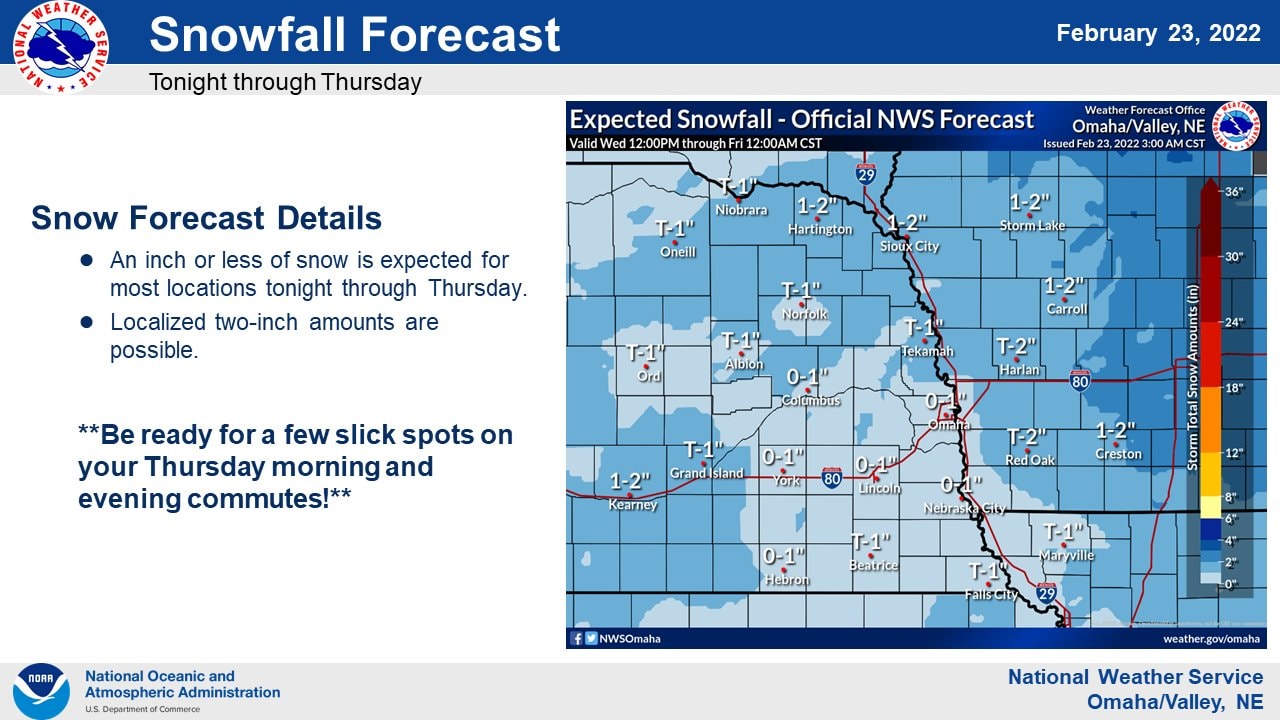 NATIONAL WEATHER SERVICE
Snowfall Forecast
February 23, 2022
Tonight through Thursday
Snow Forecast Details
● An inch or less of snow is expected for
most locations tonight through Thursday.
● Localized two-inch amounts are
possible.
**Be ready for a few slick spots on
your Thursday morning and
evening commutes!**
Expected Snowfall - Official NWS Forecast
Valid Wed 12:00PM through Fri 12:00AM CST
Weather Forecast Office
Omaha/Valley, NE
Issued Feb 23, 2022 3:00 AM CST
29
T-1"
Niobrara
1-2"
Hartington
1-2"
Sioux City
1-2"
Storm Lake
T-1"
Oneill
T-1"
Norfolk
1-2"
Carroll
T-1"
Tekamah
T-2"
Harlan
T-1"
Ord
T-1"
Albion
0-1"
Columbus
80
0-1"
Omaha
T-2"
Red Oak
1-2"
Creston
T-1"
Grand Island
0-1"
York
80
0-1"
Lincoln
1-2"
Kearney
0-1"
Nebraska City
0-1"
Hebron
T-1"
Beatrice
T-1"
Maryville
T-1"
Falls City
29
Storm Total Snow Amounts (in)
36"
30"
24"
18"
12"
8"
6"
4"
2"
0"
NWSOmaha
weather.gov/omaha
NOAA
National Oceanic and
Atmospheric Administration
U.S. Department of Commerce
National Weather Service
Omaha/Valley, NE